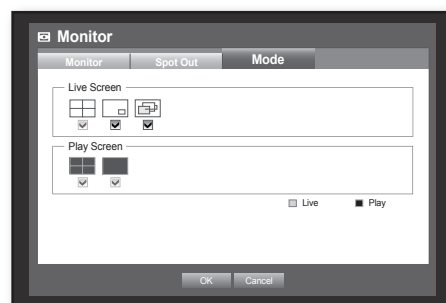 Monitor
Monitor Spot Out Mode
Live Screen
Play Screen
Live Play
OK Cancel